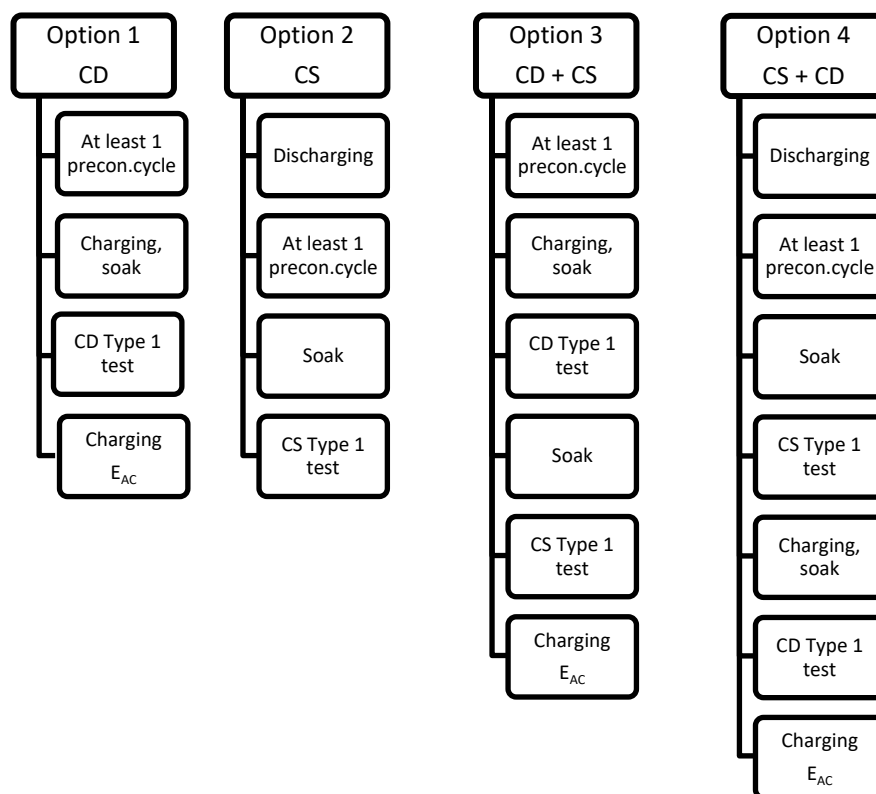 Option 1
CD
At least 1
precon.cycle
Charging,
soak
CD Type 1
test
Charging
EAC
Option 2
CS
Discharging
At least 1
precon.cycle
Soak
CS Type 1
test
Option 3
CD + CS
At least 1
precon.cycle
Charging,
soak
CD Type 1
test
Soak
CS Type 1
test
Charging
EAC
Option 4
CS + CD
Discharging
At least 1
precon.cycle
Soak
CS Type 1
test
Charging,
soak
CD Type 1
test
Charging
EAC